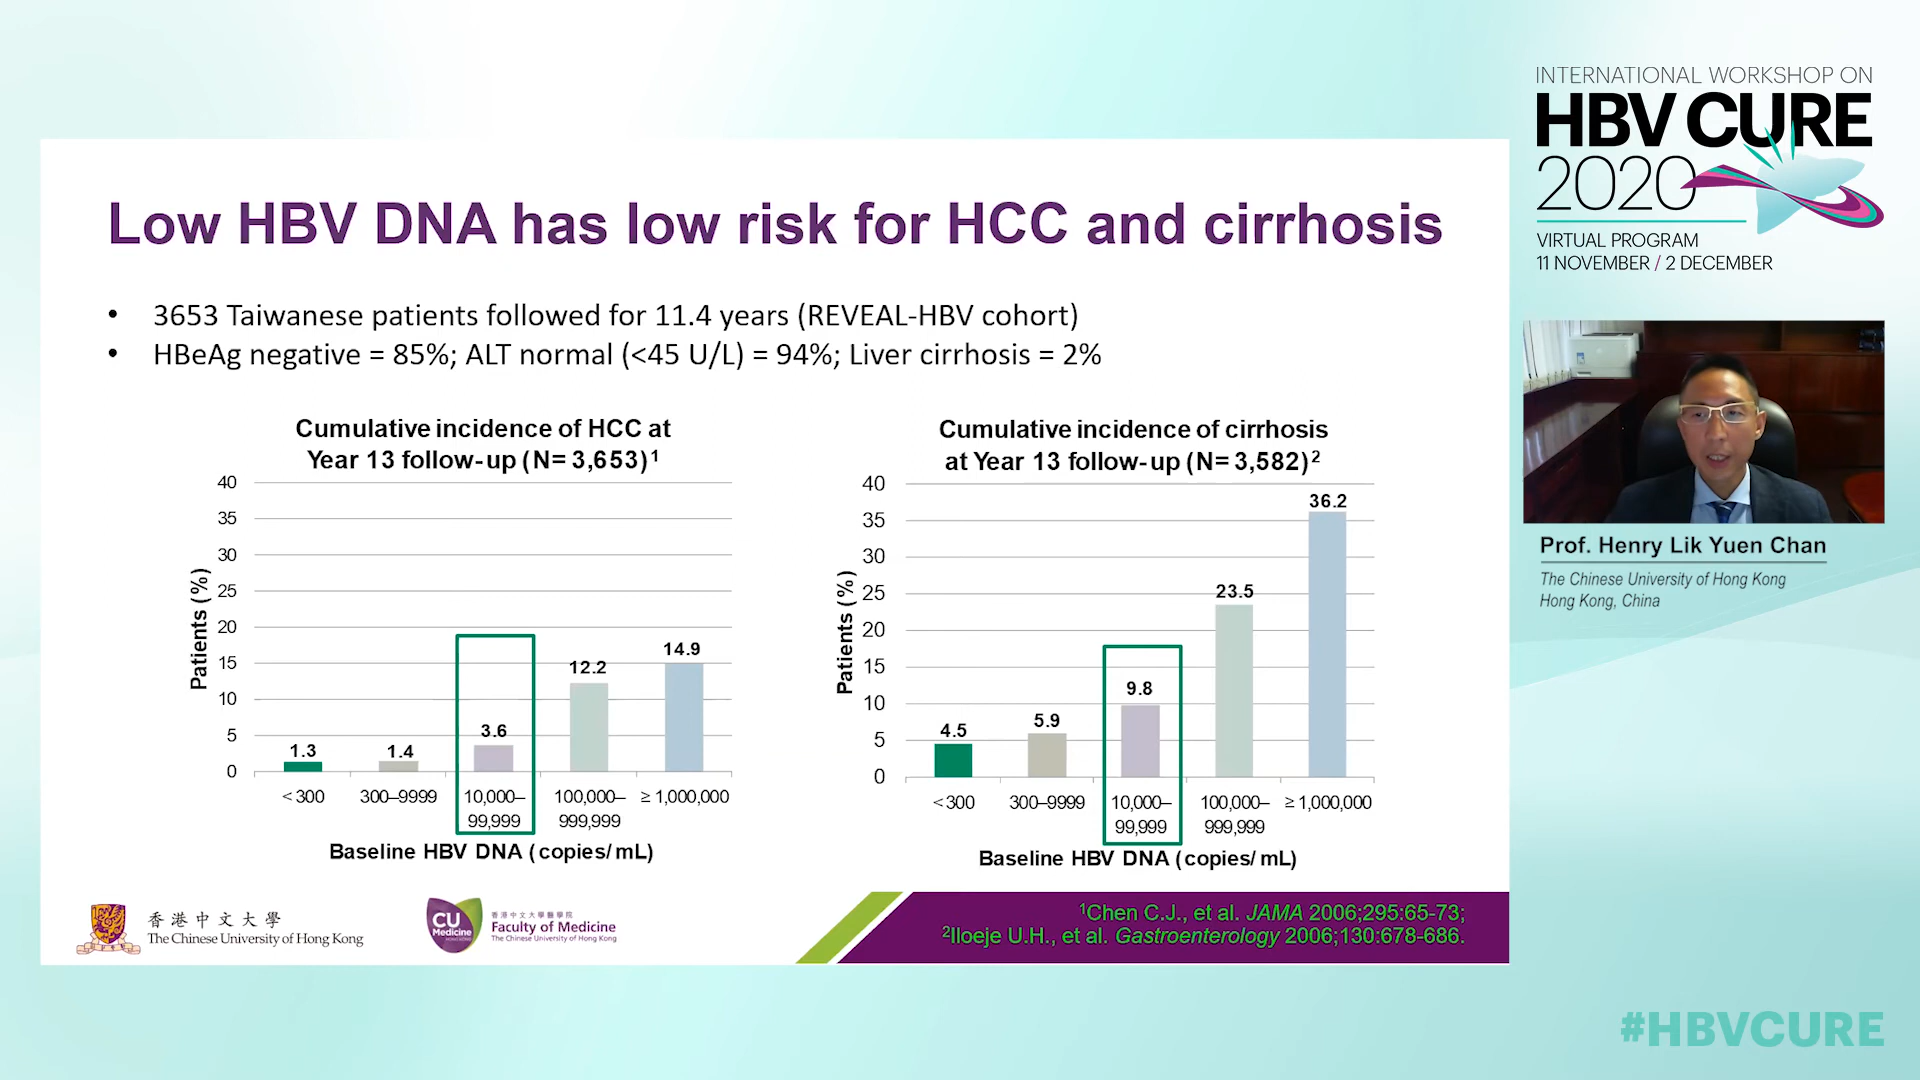 Low HBV DNA has low risk for HCC and cirrhosis
• 3653 Taiwanese patients followed for 11.4 years (REVEAL-HBV cohort)
• HBeAg negative = 85%; ALT normal (<45 U/L) = 94%; Liver cirrhosis = 2%
Cumulative incidence of HCC at
Year 13 follow-up (N= 3,653)1
Patients (%)
40
35
30
25
20
15
10
5
0
1.3
1.4
3.6
12.2
14.9
< 300
300–9999
10,000–
99,999
100,000–
999,999
≥ 1,000,000
Baseline HBV DNA (copies/mL)
Cumulative incidence of cirrhosis
at Year 13 follow-up (N= 3,582)2
Patients (%)
40
35
30
25
20
15
10
5
0
4.5
5.9
9.8
23.5
36.2
< 300
300–9999
10,000–
99,999
100,000–
999,999
≥ 1,000,000
Baseline HBV DNA (copies/mL)
香港中文大學
The Chinese University of Hong Kong
CU
Medicine
HONG KONG
香港中文大學醫學院
Faculty of Medicine
The Chinese University of Hong Kong
1Chen C.J., et al. JAMA 2006;295:65-73;
2Iloeje U.H., et al. Gastroenterology 2006;130:678-686.
INTERNATIONAL WORKSHOP ON
HBV CURE
2020
VIRTUAL PROGRAM
11 NOVEMBER / 2 DECEMBER
Prof. Henry Lik Yuen Chan
The Chinese University of Hong Kong
Hong Kong, China
#HBVCURE